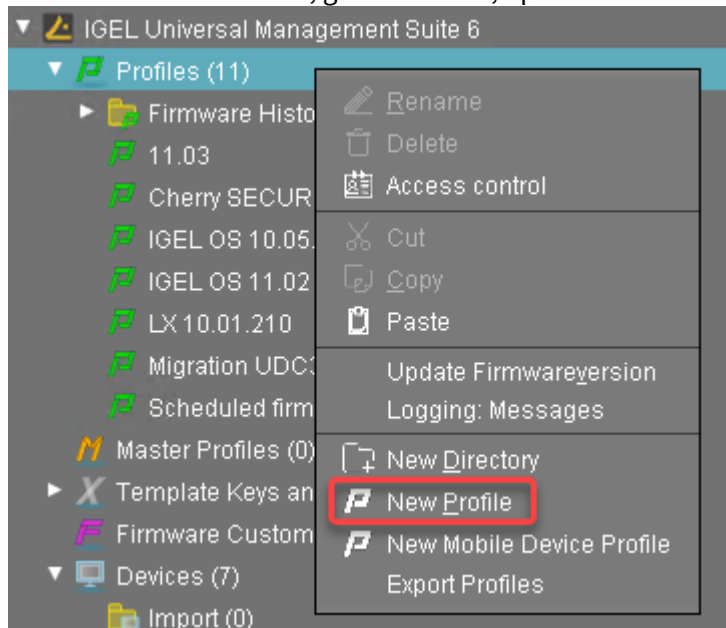 IGEL Universal Management Suite 6
Profiles (11)
Firmware Histo
11.03
Cherry SECUR
IGEL OS 10.05.
IGEL OS 11.02
LX 10.01.210
Migration UDC3
Scheduled firm
Master Profiles (0)
Template Keys an
Firmware Custom
Devices (7)
Import (0)
Rename
Delete
Access control
Cut
Copy
Paste
Update Firmwareversion
Logging: Messages
New Directory
New Profile
New Mobile Device Profile
Export Profiles